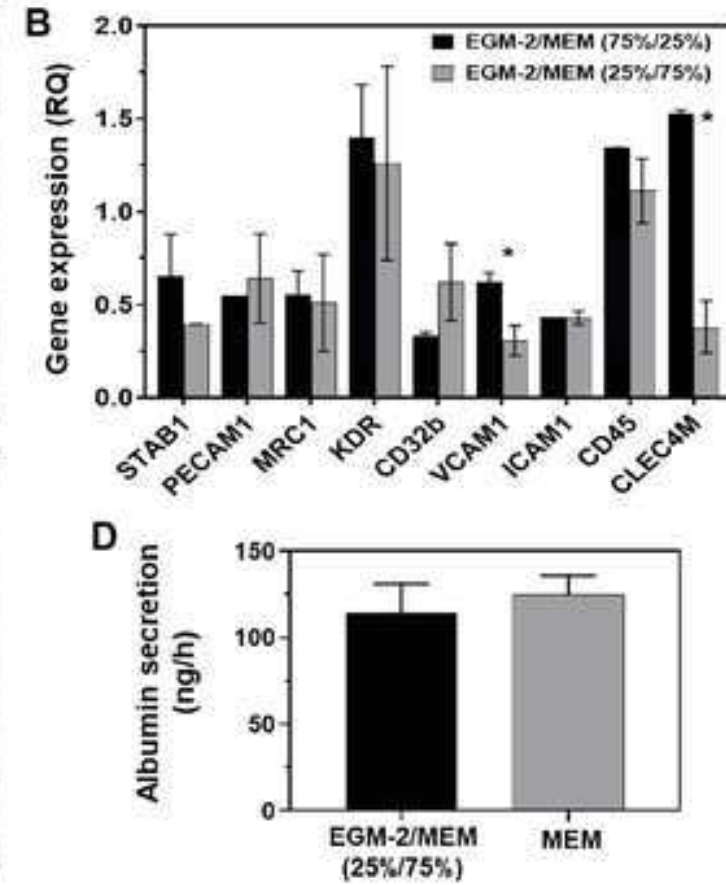 B
2.0
1.5
1.0
0.5
0.0
Gene expression (RQ)
EGM-2/MEM (75%/25%)
EGM-2/MEM (25%/75%)
*
*
STAB1
PECAM1
MRC1
KDR
CD32b
VCAM1
ICAM1
CD45
CLEC4M
D
150
100
50
0
Albumin secretion
(ng/h)
EGM-2/MEM
(25%/75%)
MEM